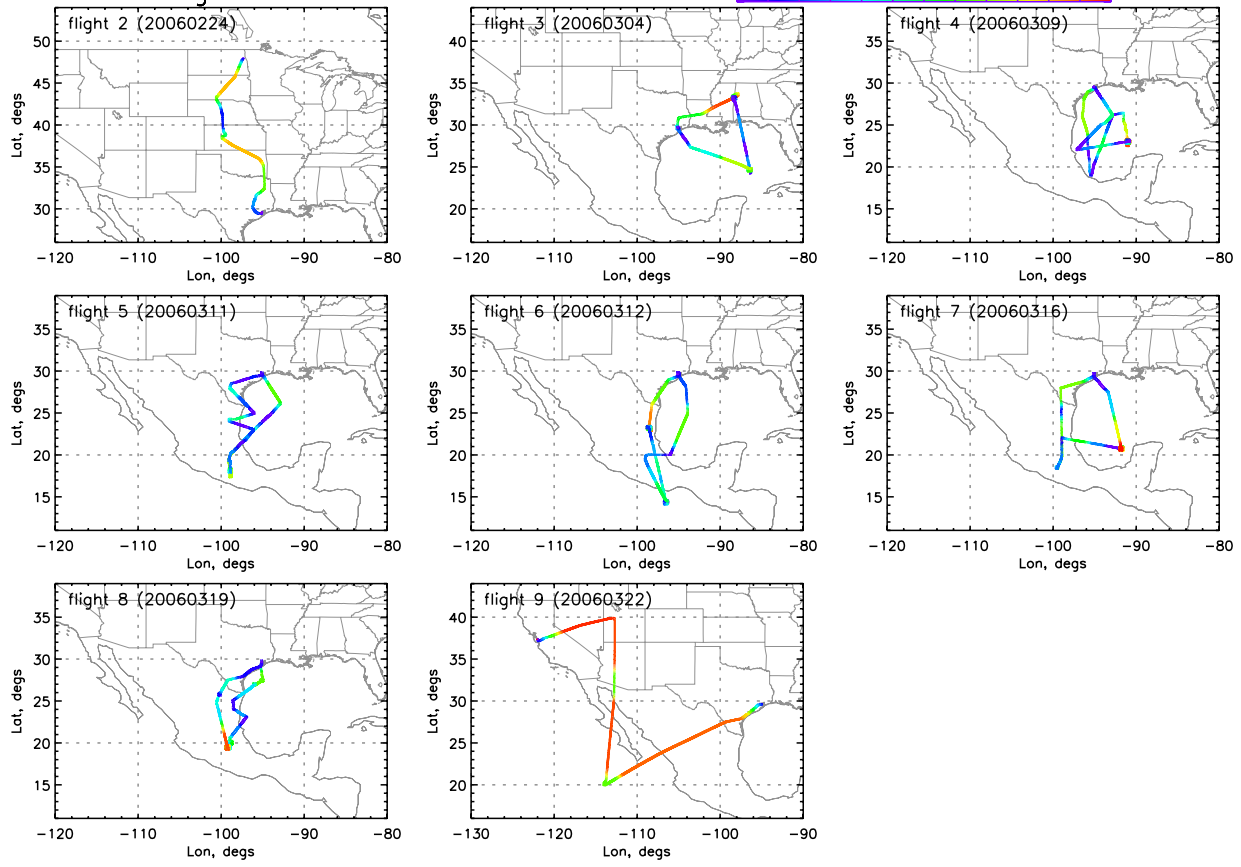 flight 2 (20060224)
50
45
40
35
30
Lat, degs
-120 -110 -100 -90 -80
Lon, degs
flight 3 (20060304)
40
35
30
25
20
Lat, degs
-120 -110 -100 -90 -80
Lon, degs
flight 4 (20060309)
35
30
25
20
15
Lat, degs
-120 -110 -100 -90 -80
Lon, degs
flight 5 (20060311)
35
30
25
20
15
Lat, degs
-120 -110 -100 -90 -80
Lon, degs
flight 6 (20060312)
35
30
25
20
15
Lat, degs
-120 -110 -100 -90 -80
Lon, degs
flight 7 (20060316)
35
30
25
20
15
Lat, degs
-120 -110 -100 -90 -80
Lon, degs
flight 8 (20060319)
35
30
25
20
15
Lat, degs
-120 -110 -100 -90 -80
Lon, degs
flight 9 (20060322)
40
35
30
25
20
Lat, degs
-130 -120 -110 -100 -90
Lon, degs